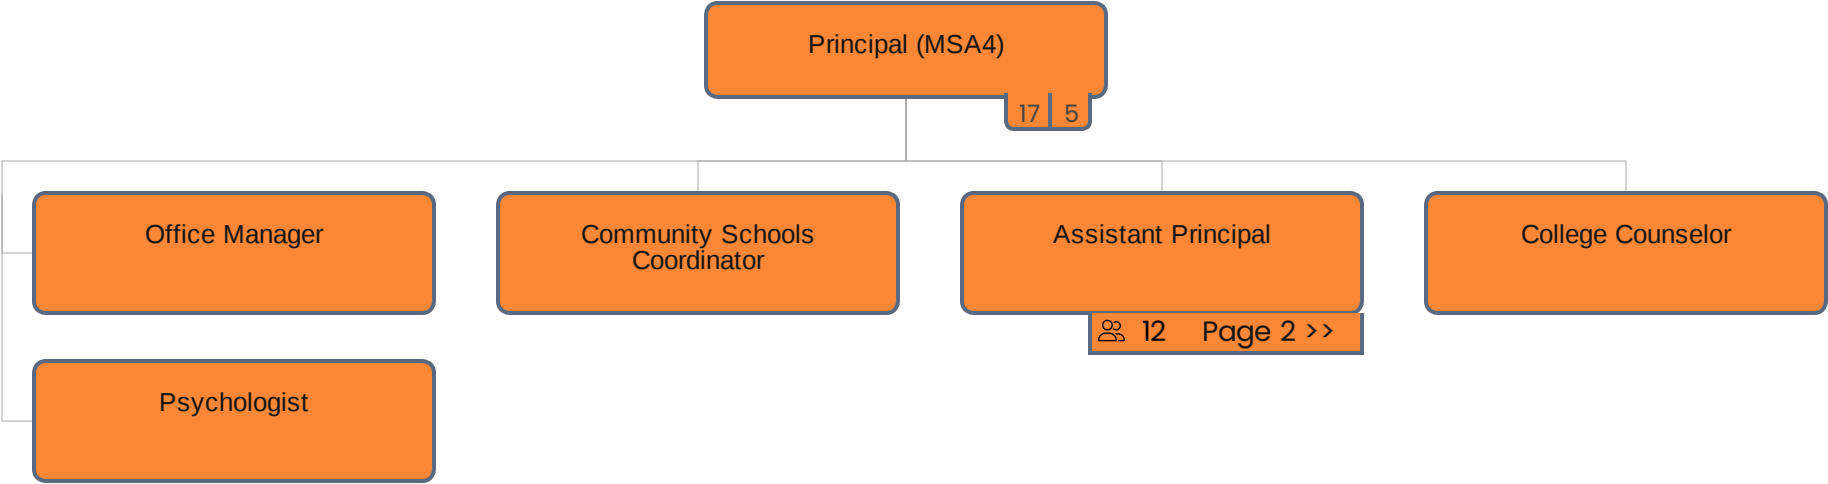 Principal (MSA4)
17 5
Office Manager
Community Schools
Coordinator
Assistant Principal
College Counselor
12 Page 2 >>
Psychologist